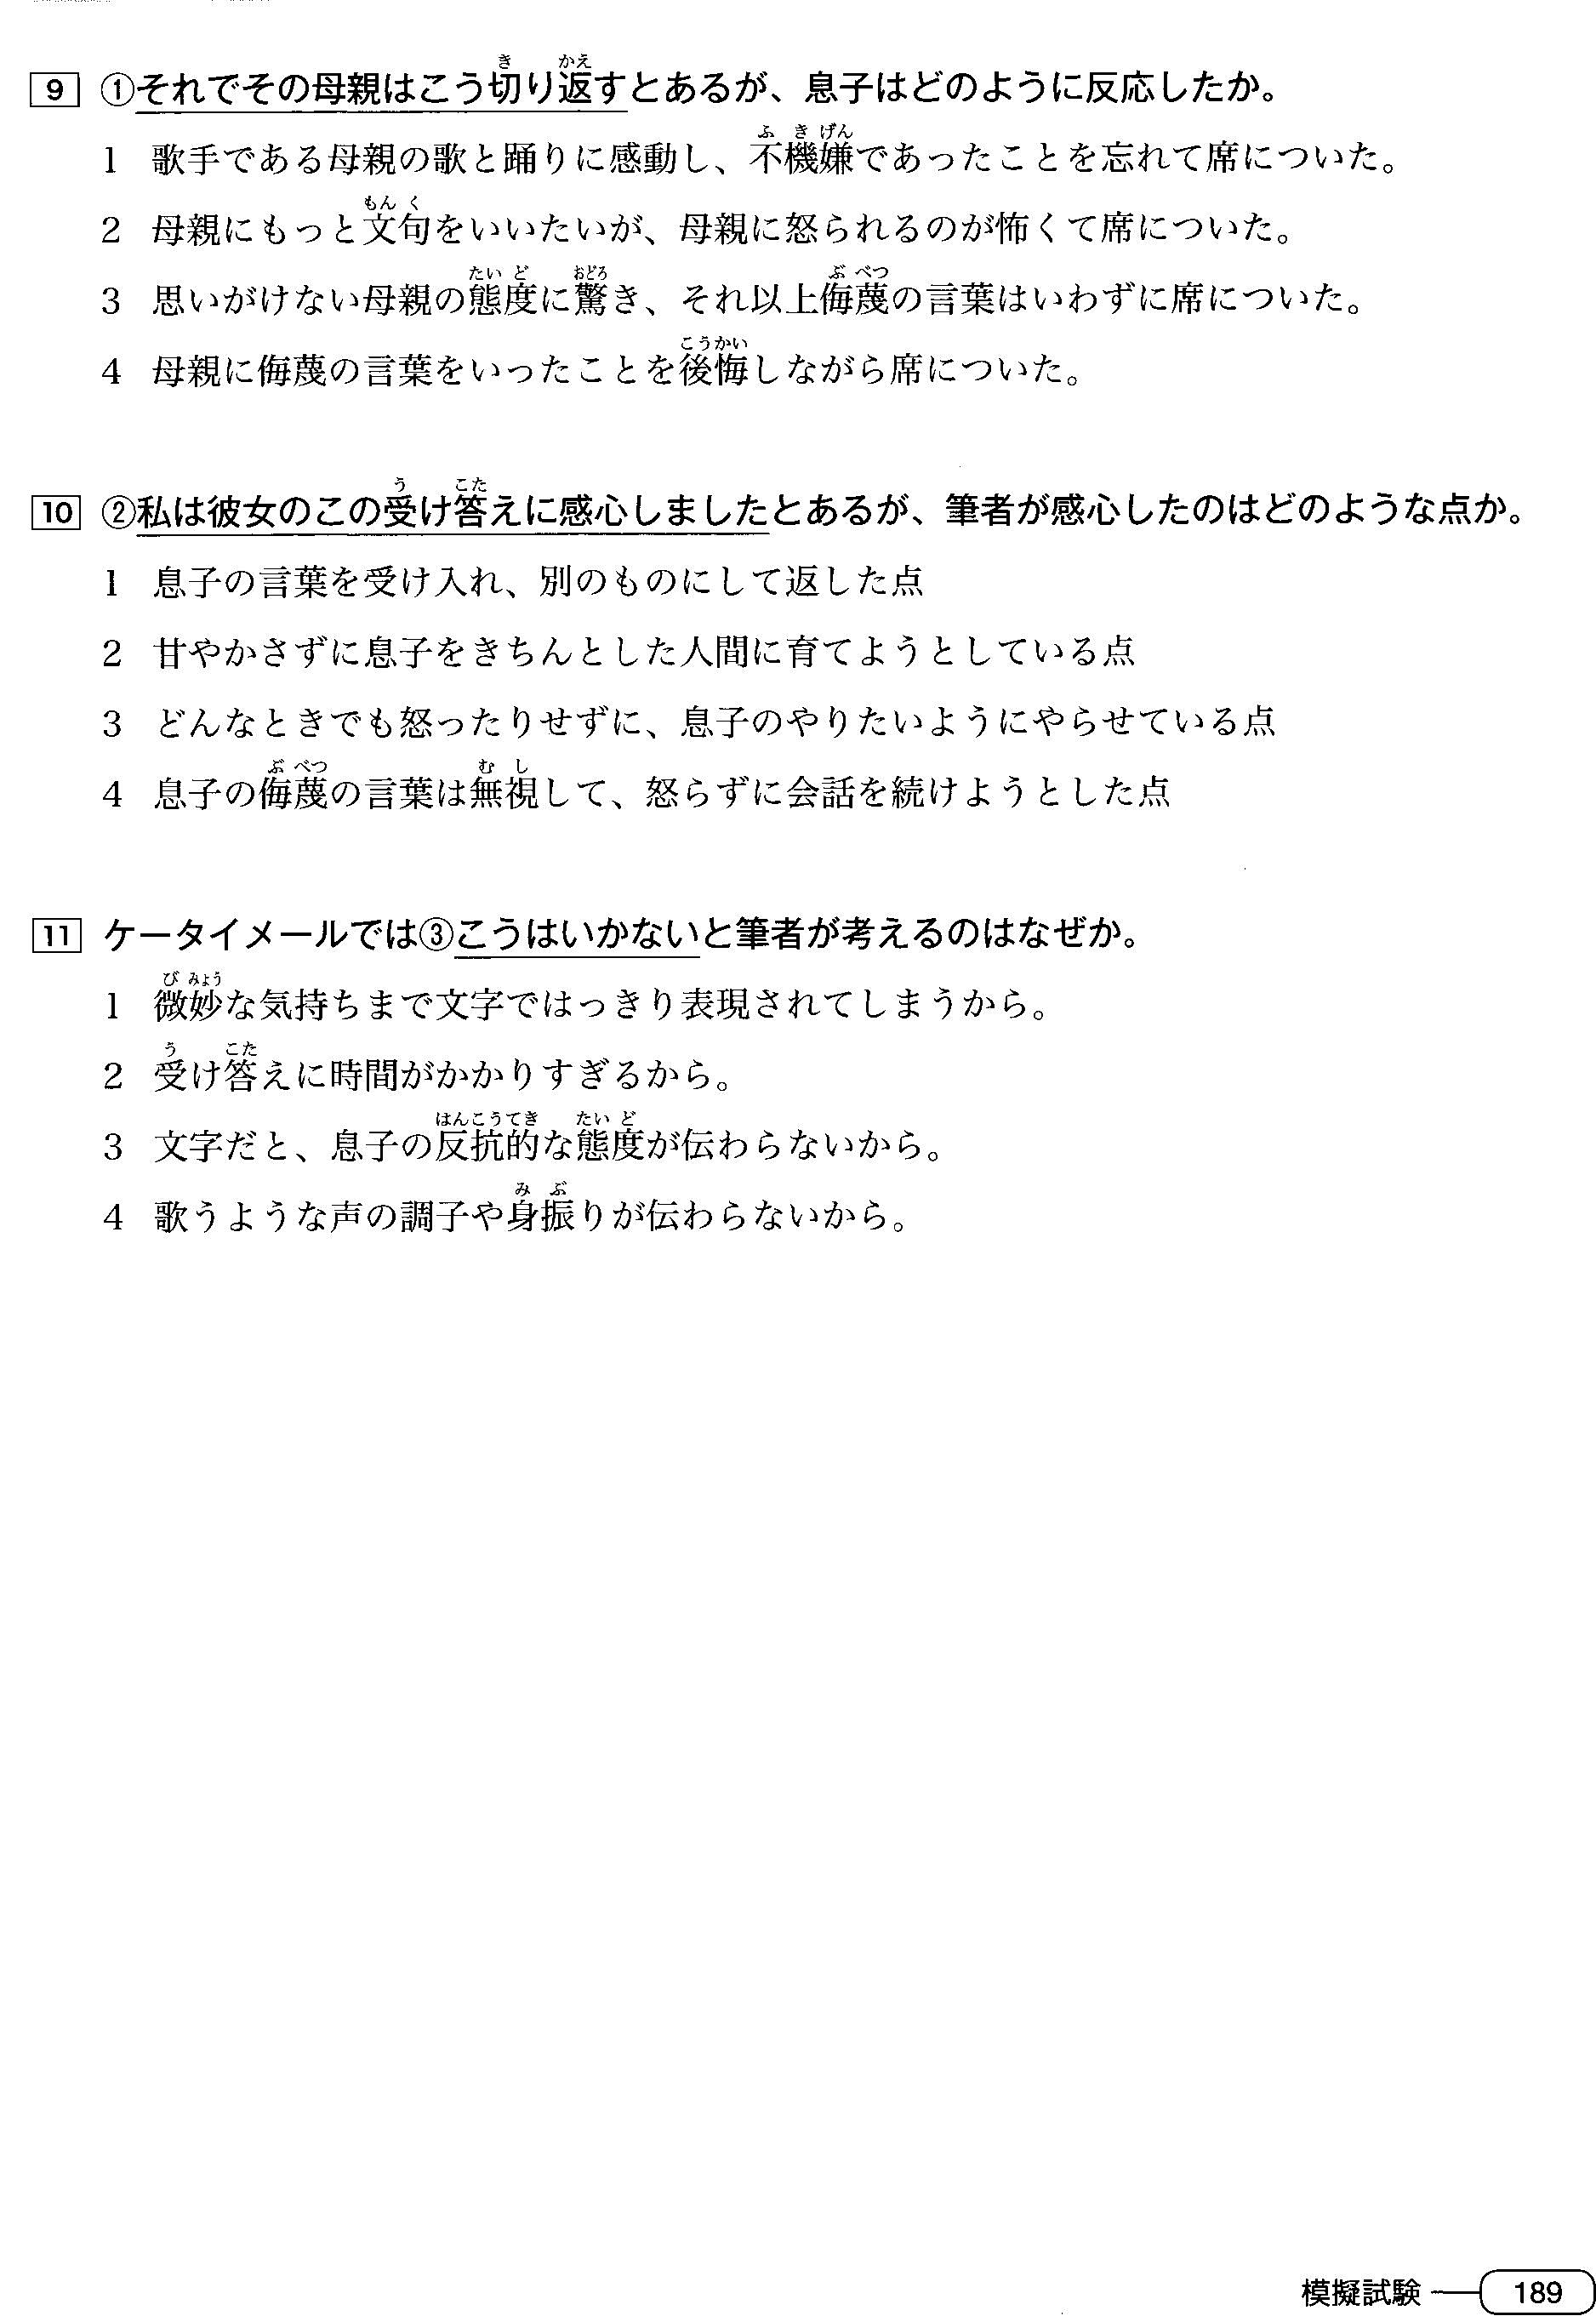 9 ①それでその母親はこう切り返すとあるが、息子はどのように反応したか。
1 歌手である母親の歌と踊りに感動し、不機嫌であったことを忘れて席についた。
2 母親にもっと文句をいいたいが、母親に怒られるのが怖くて席についた。
3 思いがけない母親の態度に驚き、それ以上侮蔑の言葉はいわずに席についた。
4 母親に侮蔑の言葉をいったことを後悔しながら席についた。
10 ②私は彼女のこの受け答えに感心しましたとあるが、筆者が感心したのはどのような点か。
1 息子の言葉を受け入れ、別のものにして返した点
2 甘やかさずに息子をきちんとした人間に育てようとしている点
3 どんなときでも怒ったりせずに、息子のやりたいようにやらせている点
4 息子の侮蔑の言葉は無視して、怒らずに会話を続けようとした点
11 ケータイメールでは③こうはいかないと筆者が考えるのはなぜか。
1 微妙な気持ちまで文字ではっきり表現されてしまうから。
2 受け答えに時間がかかりすぎるから。
3 文字だと、息子の反抗的な態度が伝わらないから。
4 歌うような声の調子や身振りが伝わらないから。
模擬試験 189